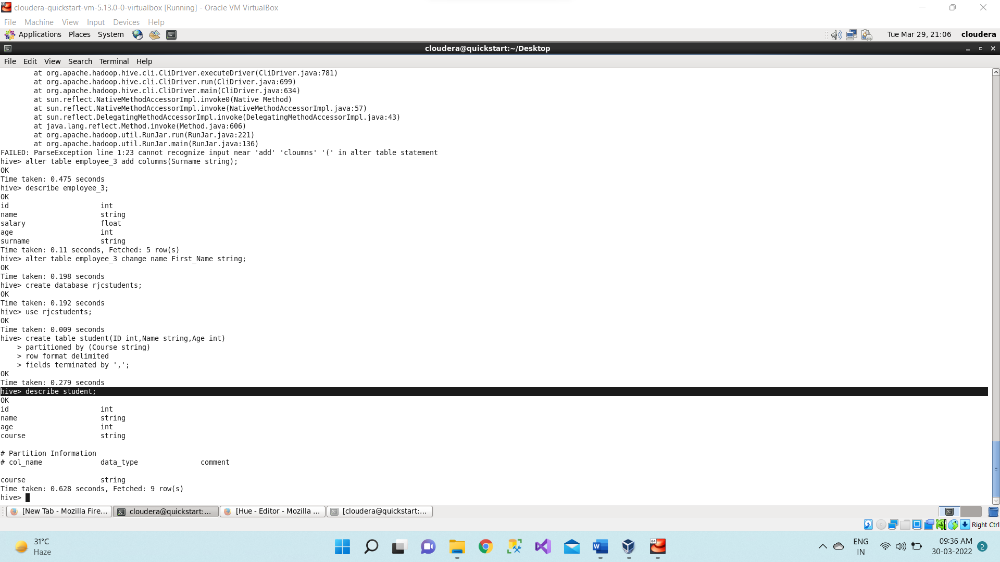 cloudera-quickstart-vm-5.13.0-0-virtualbox [Running] - Oracle VM VirtualBox
File Machine View Input Devices Help
Applications Places System Tue Mar 29, 21:06 cloudera
cloudera@quickstart:~/Desktop
File Edit View Search Terminal Help
at org.apache.hadoop.hive.cli.CliDriver.executeDriver(CliDriver.java:781)
at org.apache.hadoop.hive.cli.CliDriver.run(CliDriver.java:699)
at org.apache.hadoop.hive.cli.CliDriver.main(CliDriver.java:634)
at sun.reflect.NativeMethodAccessorImpl.invoke0(Native Method)
at sun.reflect.NativeMethodAccessorImpl.invoke(NativeMethodAccessorImpl.java:57)
at sun.reflect.DelegatingMethodAccessorImpl.invoke(DelegatingMethodAccessorImpl.java:43)
at java.lang.reflect.Method.invoke(Method.java:606)
at org.apache.hadoop.util.RunJar.run(RunJar.java:221)
at org.apache.hadoop.util.RunJar.main(RunJar.java:136)
FAILED: ParseException line 1:23 cannot recognize input near 'add' 'cloumns' '(' in alter table statement
hive> alter table employee_3 add columns(Surname string);
OK
Time taken: 0.475 seconds
hive> describe employee_3;
OK
id int
name string
salary float
age int
surname string
Time taken: 0.11 seconds, Fetched: 5 row(s)
hive> alter table employee_3 change name First_Name string;
OK
Time taken: 0.198 seconds
hive> create database rjcstudents;
OK
Time taken: 0.192 seconds
hive> use rjcstudents;
OK
Time taken: 0.009 seconds
hive> create table student(ID int,Name string,Age int)
> partitioned by (Course string)
> row format delimited
> fields terminated by ',';
OK
Time taken: 0.279 seconds
hive> describe student;
OK
id int
name string
age int
course string
# Partition Information
# col_name data_type comment
course string
Time taken: 0.628 seconds, Fetched: 9 row(s)
hive>
[New Tab - Mozilla Fire... cloudera@quickstart:... [Hue - Editor - Mozilla ... [cloudera@quickstart:...
Right Ctrl
31°C
Haze
ENG
IN
09:36 AM
30-03-2022
2
64